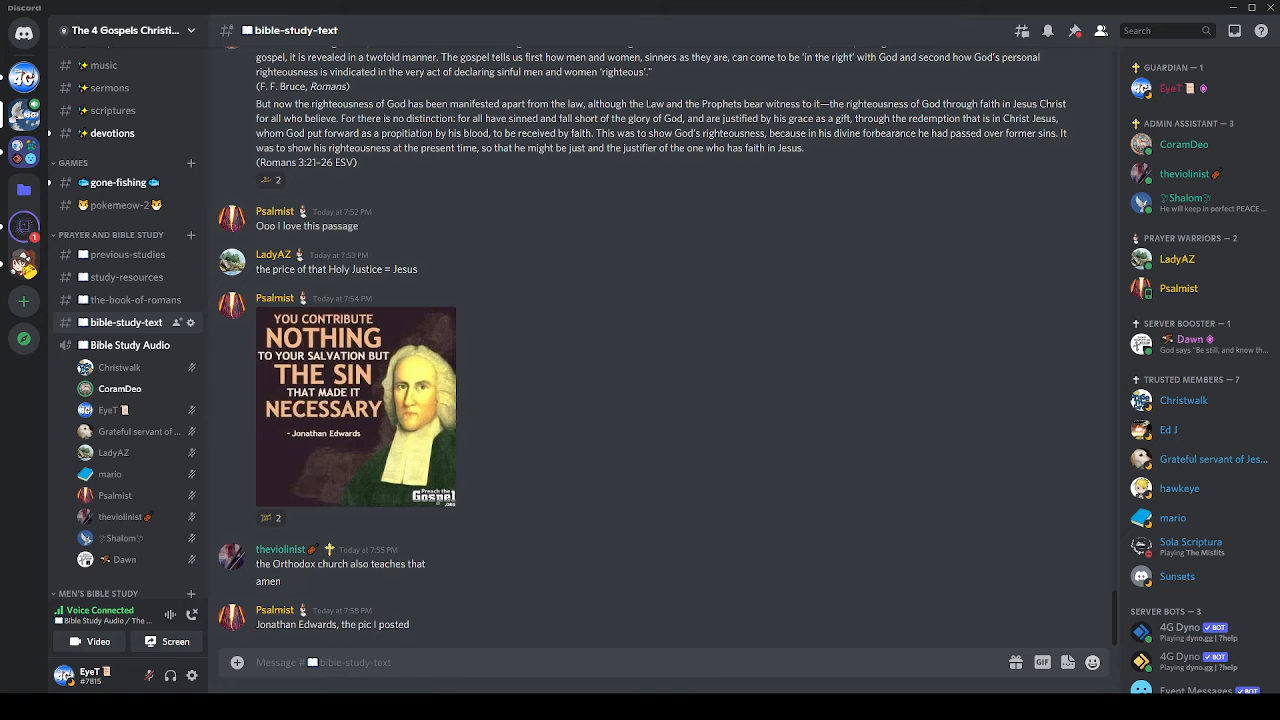 Discord
The 4 Gospels Christi...
bible-study-text
Search
music
sermons
scriptures
devotions
GAMES
gone-fishing
pokemeow-2
PRAYER AND BIBLE STUDY
previous-studies
study-resources
the-book-of-romans
bible-study-text
Bible Study Audio
Christwalk
CoramDeo
EyeT
Grateful servant of ...
LadyAZ
mario
Psalmist
theviolinist
Shalom
Dawn
MEN'S BIBLE STUDY
Voice Connected
Bible Study Audio / The ...
Video
Screen
EyeT
#7815
1
gospel, it is revealed in a twofold manner. The gospel tells us first how men and women, sinners as they are, can come to be 'in the right' with God and second how God's personal
righteousness is vindicated in the very act of declaring sinful men and women 'righteous'."
(F. F. Bruce, Romans)
But now the righteousness of God has been manifested apart from the law, although the Law and the Prophets bear witness to it—the righteousness of God through faith in Jesus Christ
for all who believe. For there is no distinction: for all have sinned and fall short of the glory of God, and are justified by his grace as a gift, through the redemption that is in Christ Jesus,
whom God put forward as a propitiation by his blood, to be received by faith. This was to show God's righteousness, because in his divine forbearance he had passed over former sins. It
was to show his righteousness at the present time, so that he might be just and the justifier of the one who has faith in Jesus.
(Romans 3:21–26 ESV)
2
Psalmist Today at 7:52 PM
Ooo I love this passage
LadyAZ Today at 7:53 PM
the price of that Holy Justice = Jesus
Psalmist Today at 7:54 PM
YOU CONTRIBUTE
NOTHING
TO YOUR SALVATION BUT
THE SIN
THAT MADE IT
NECESSARY
- Jonathan Edwards
Preach the
Gospel
.ORG
2
theviolinist Today at 7:55 PM
the Orthodox church also teaches that
amen
Psalmist Today at 7:58 PM
Jonathan Edwards, the pic I posted
Message # bible-study-text
GIF
GUARDIAN — 1
EyeT
ADMIN ASSISTANT — 3
CoramDeo
theviolinist
Shalom
He will keep in perfect PEACE ...
PRAYER WARRIORS — 2
LadyAZ
Psalmist
SERVER BOOSTER — 1
Dawn
God says "Be still, and know th...
TRUSTED MEMBERS — 7
Christwalk
Ed J
Grateful servant of Jes...
hawkeye
mario
Sola Scriptura
Playing The Misfits
Sunsets
SERVER BOTS — 3
4G Dyno BOT
Playing dyno.gg | ?help
4G Dyno BOT
Playing dyno.gg | ?help
Event Messages BOT